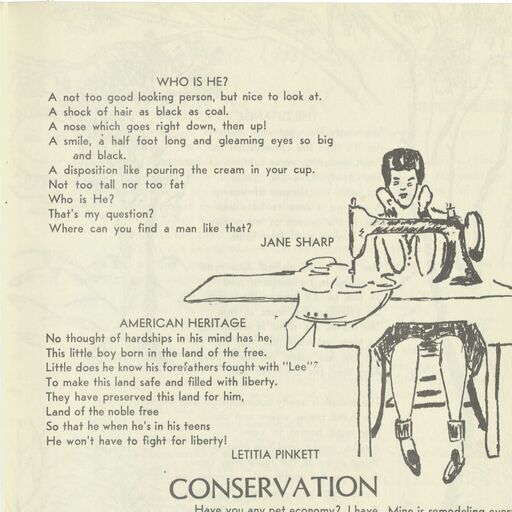 WHO IS HE?
A not too good looking person, but nice to look at.
A shock of hair as black as coal.
A nose which goes right down, then up!
A smile, a half foot long and gleaming eyes so big
and black.
A disposition like pouring the cream in your cup.
Not too tall nor too fat
Who is He?
That's my question?
Where can you find a man like that?
JANE SHARP
AMERICAN HERITAGE
No thought of hardships in his mind has he,
This little boy born in the land of the free.
Little does he know his forefathers fought with "Lee"?
To make this land safe and filled with liberty.
They have preserved this land for him,
Land of the noble free
So that he when he's in his teens
He won't have to fight for liberty!
LETITIA PINKETT
CONSERVATION
Have you any pet economy? I have. Mine is remodeling